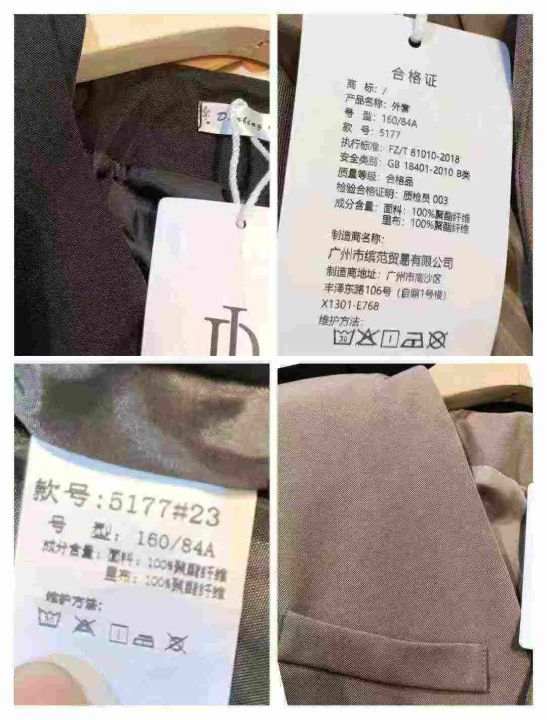 合格证
商 标：/
产品名称：外套
号 型：160/84A
款 号：5177
执行标准：FZ/T 81010-2018
安全类别：GB 18401-2010 B类
质量等级：合格品
检验合格证明：质检员 003
成分含量：面料：100%聚酯纤维
里布：100%聚酯纤维
制造商名称：
广州市缤范贸易有限公司
制造商地址：广州市南沙区
丰泽东路106号（自编1号楼）
X1301-E768
维护方法：
30
款号:5177#23
号 型：160/84A
成分含量：面料：100%聚酯纤维
里布：100%聚酯纤维
维护方法：
30